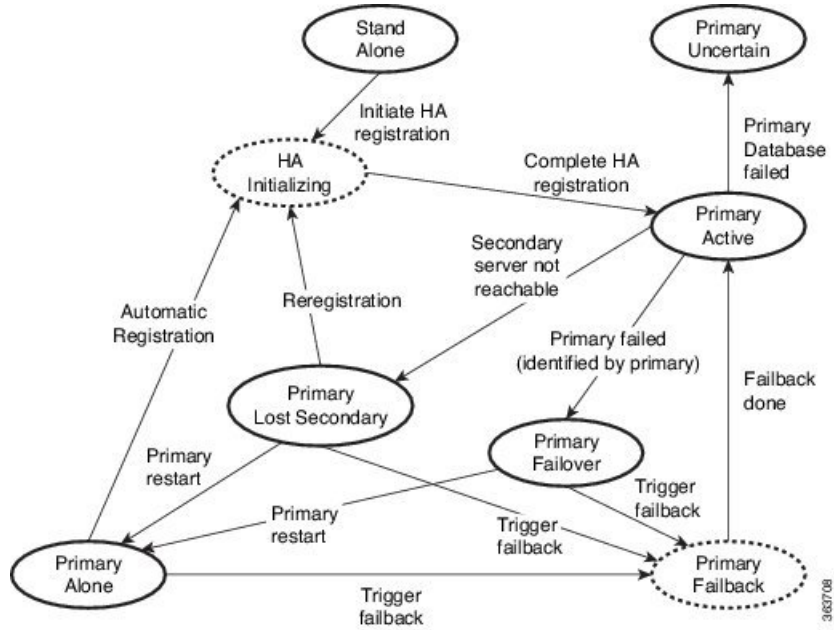 Stand
Alone
Primary
Uncertain
Initiate HA
registration
Primary
Database
failed
HA
Initializing
Complete HA
registration
Primary
Active
Secondary
server not
reachable
Automatic
Registration
Reregistration
Primary failed
(identified by primary)
Failback
done
Primary
Lost Secondary
Primary
Failover
Primary
restart
Primary
restart
Trigger
failback
Trigger
failback
Primary
Alone
Primary
Failback
Trigger
failback
363708